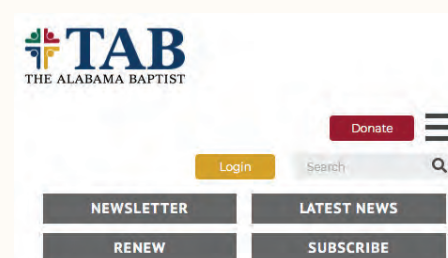 TAB
THE ALABAMA BAPTIST
Donate
Login
Search
NEWSLETTER
LATEST NEWS
RENEW
SUBSCRIBE